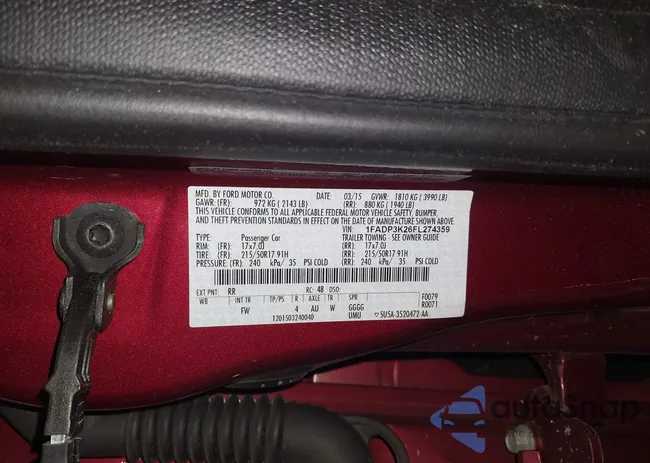 MFD. BY FORD MOTOR CO. DATE: 03/15 GVWR: 1810 KG ( 3990 LB)
GAWR: (FR): 972 KG ( 2143 LB) (RR): 880 KG ( 1940 LB)
THIS VEHICLE CONFORMS TO ALL APPLICABLE FEDERAL MOTOR VEHICLE SAFETY, BUMPER,
AND THEFT PREVENTION STANDARDS IN EFFECT ON THE DATE OF MANUFACTURE SHOWN ABOVE.
VIN: 1FADP3K26FL274359
TYPE: Passenger Car TRAILER TOWING - SEE OWNER GUIDE
RIM: (FR) 17x7.0J (RR) 17x7.0J
TIRE: (FR) 215/50R17 91H (RR) 215/50R17 91H
PRESSURE: (FR) 240 kPa/ 35 PSI COLD (RR) 240 kPa/ 35 PSI COLD
EXT PNT: RR RC: 48 DSO:
WB INT TR TP/PS R AXLE TR SPR F0079
FW 4 AU W GGGG R0071
1201503240040 UMU ▽5U5A-3520472-AA
autosnap